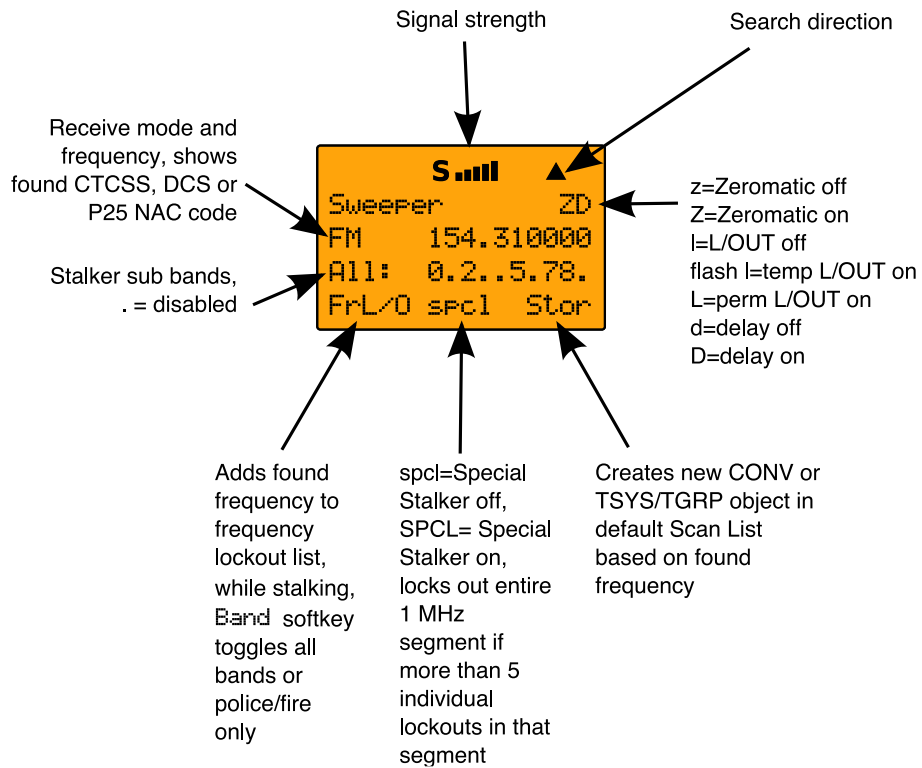 Signal strength
Search direction
Receive mode and
frequency, shows
found CTCSS, DCS or
P25 NAC code
Stalker sub bands,
. = disabled
S
Sweeper ZD
FM 154.310000
All: 0.2..5.78.
FrL/O spcl Stor
z=Zeromatic off
Z=Zeromatic on
l=L/OUT off
flash l=temp L/OUT on
L=perm L/OUT on
d=delay off
D=delay on
Adds found
frequency to
frequency
lockout list,
while stalking,
Band softkey
toggles all
bands or
police/fire
only
spcl=Special
Stalker off,
SPCL= Special
Stalker on,
locks out entire
1 MHz
segment if
more than 5
individual
lockouts in that
segment
Creates new CONV or
TSYS/TGRP object in
default Scan List
based on found
frequency